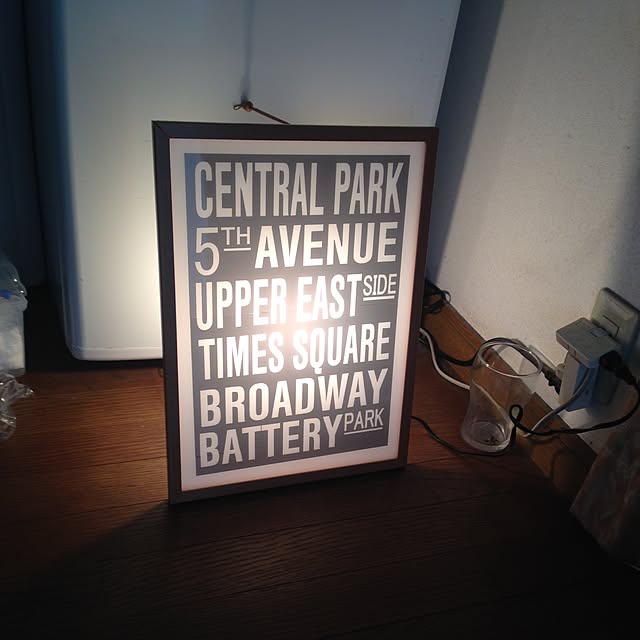 CENTRAL PARK
5TH AVENUE
UPPER EAST SIDE
TIMES SQUARE
BROADWAY
BATTERY PARK